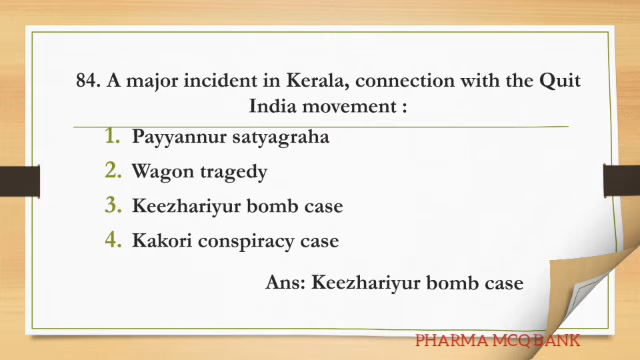 84. A major incident in Kerala, connection with the Quit
India movement :
1. Payyannur satyagraha
2. Wagon tragedy
3. Keezhariyur bomb case
4. Kakori conspiracy case
Ans: Keezhariyur bomb case
PHARMA MCQ BANK